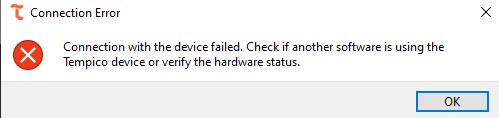 Connection Error
Connection with the device failed. Check if another software is using the
Tempico device or verify the hardware status.
OK